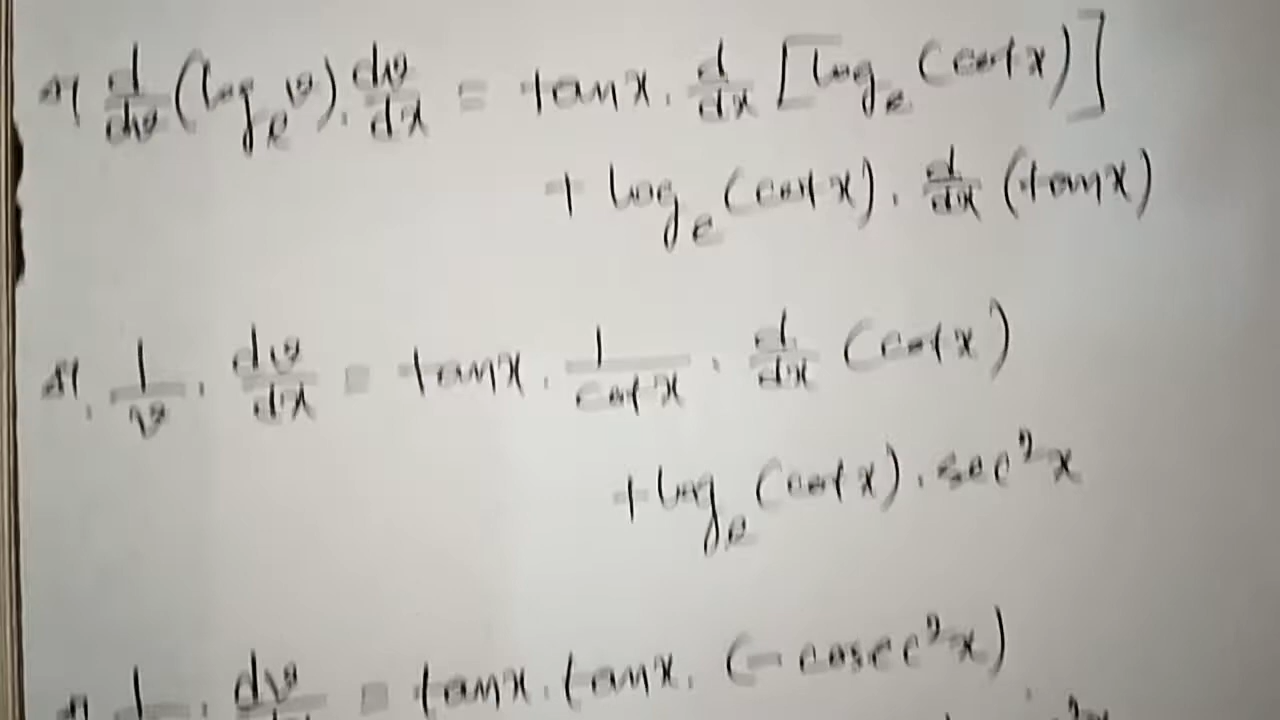 या d/dv (log_e v). dv/dx = tanx. d/dx [log_e (cotx)]
+ log_e (cotx). d/dx (tanx)
या, 1/v . dv/dx = tanx . 1/cotx . d/dx (cotx)
+ log_e (cotx). sec²x
या 1 . dv = tanx. tanx. (-cosec²x)